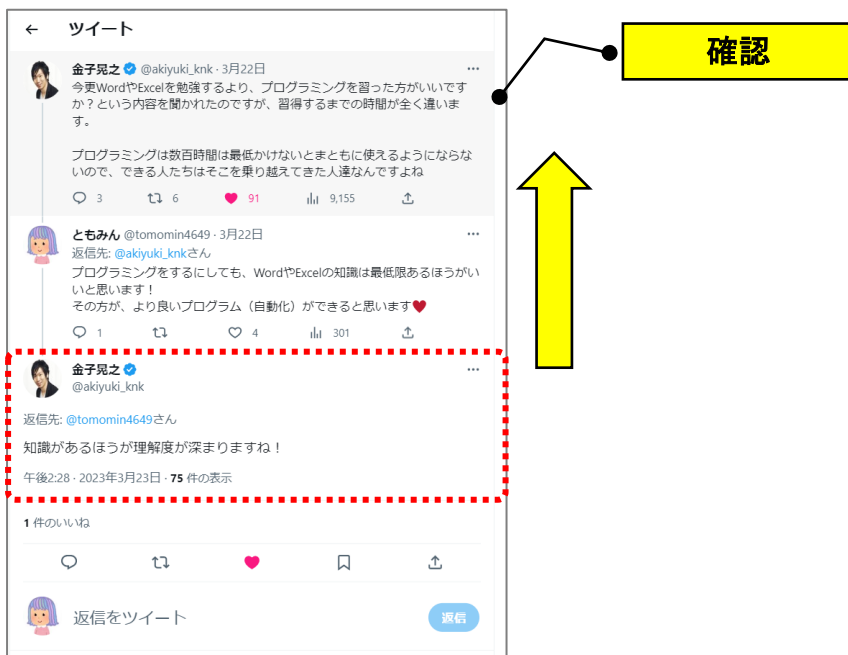 ← ツイート
確認
金子晃之 @akiyuki_knk · 3月22日
今更WordやExcelを勉強するより、プログラミングを習った方がいいです
か？という内容を聞かれたのですが、習得するまでの時間が全く違いま
す。
プログラミングは数百時間は最低かけないとまともに使えるようにならな
いので、できる人たちはそこを乗り越えてきた人達なんですよね
3 6 91 9,155
ともみん @tomomin4649 · 3月22日
返信先: @akiyuki_knkさん
プログラミングをするにしても、WordやExcelの知識は最低限あるほうがい
いと思います！
その方が、より良いプログラム（自動化）ができると思います♥
1 4 301
金子晃之
@akiyuki_knk
返信先: @tomomin4649さん
知識があるほうが理解度が深まりますね！
午後2:28 · 2023年3月23日 · 75 件の表示
1 件のいいね
返信をツイート
返信